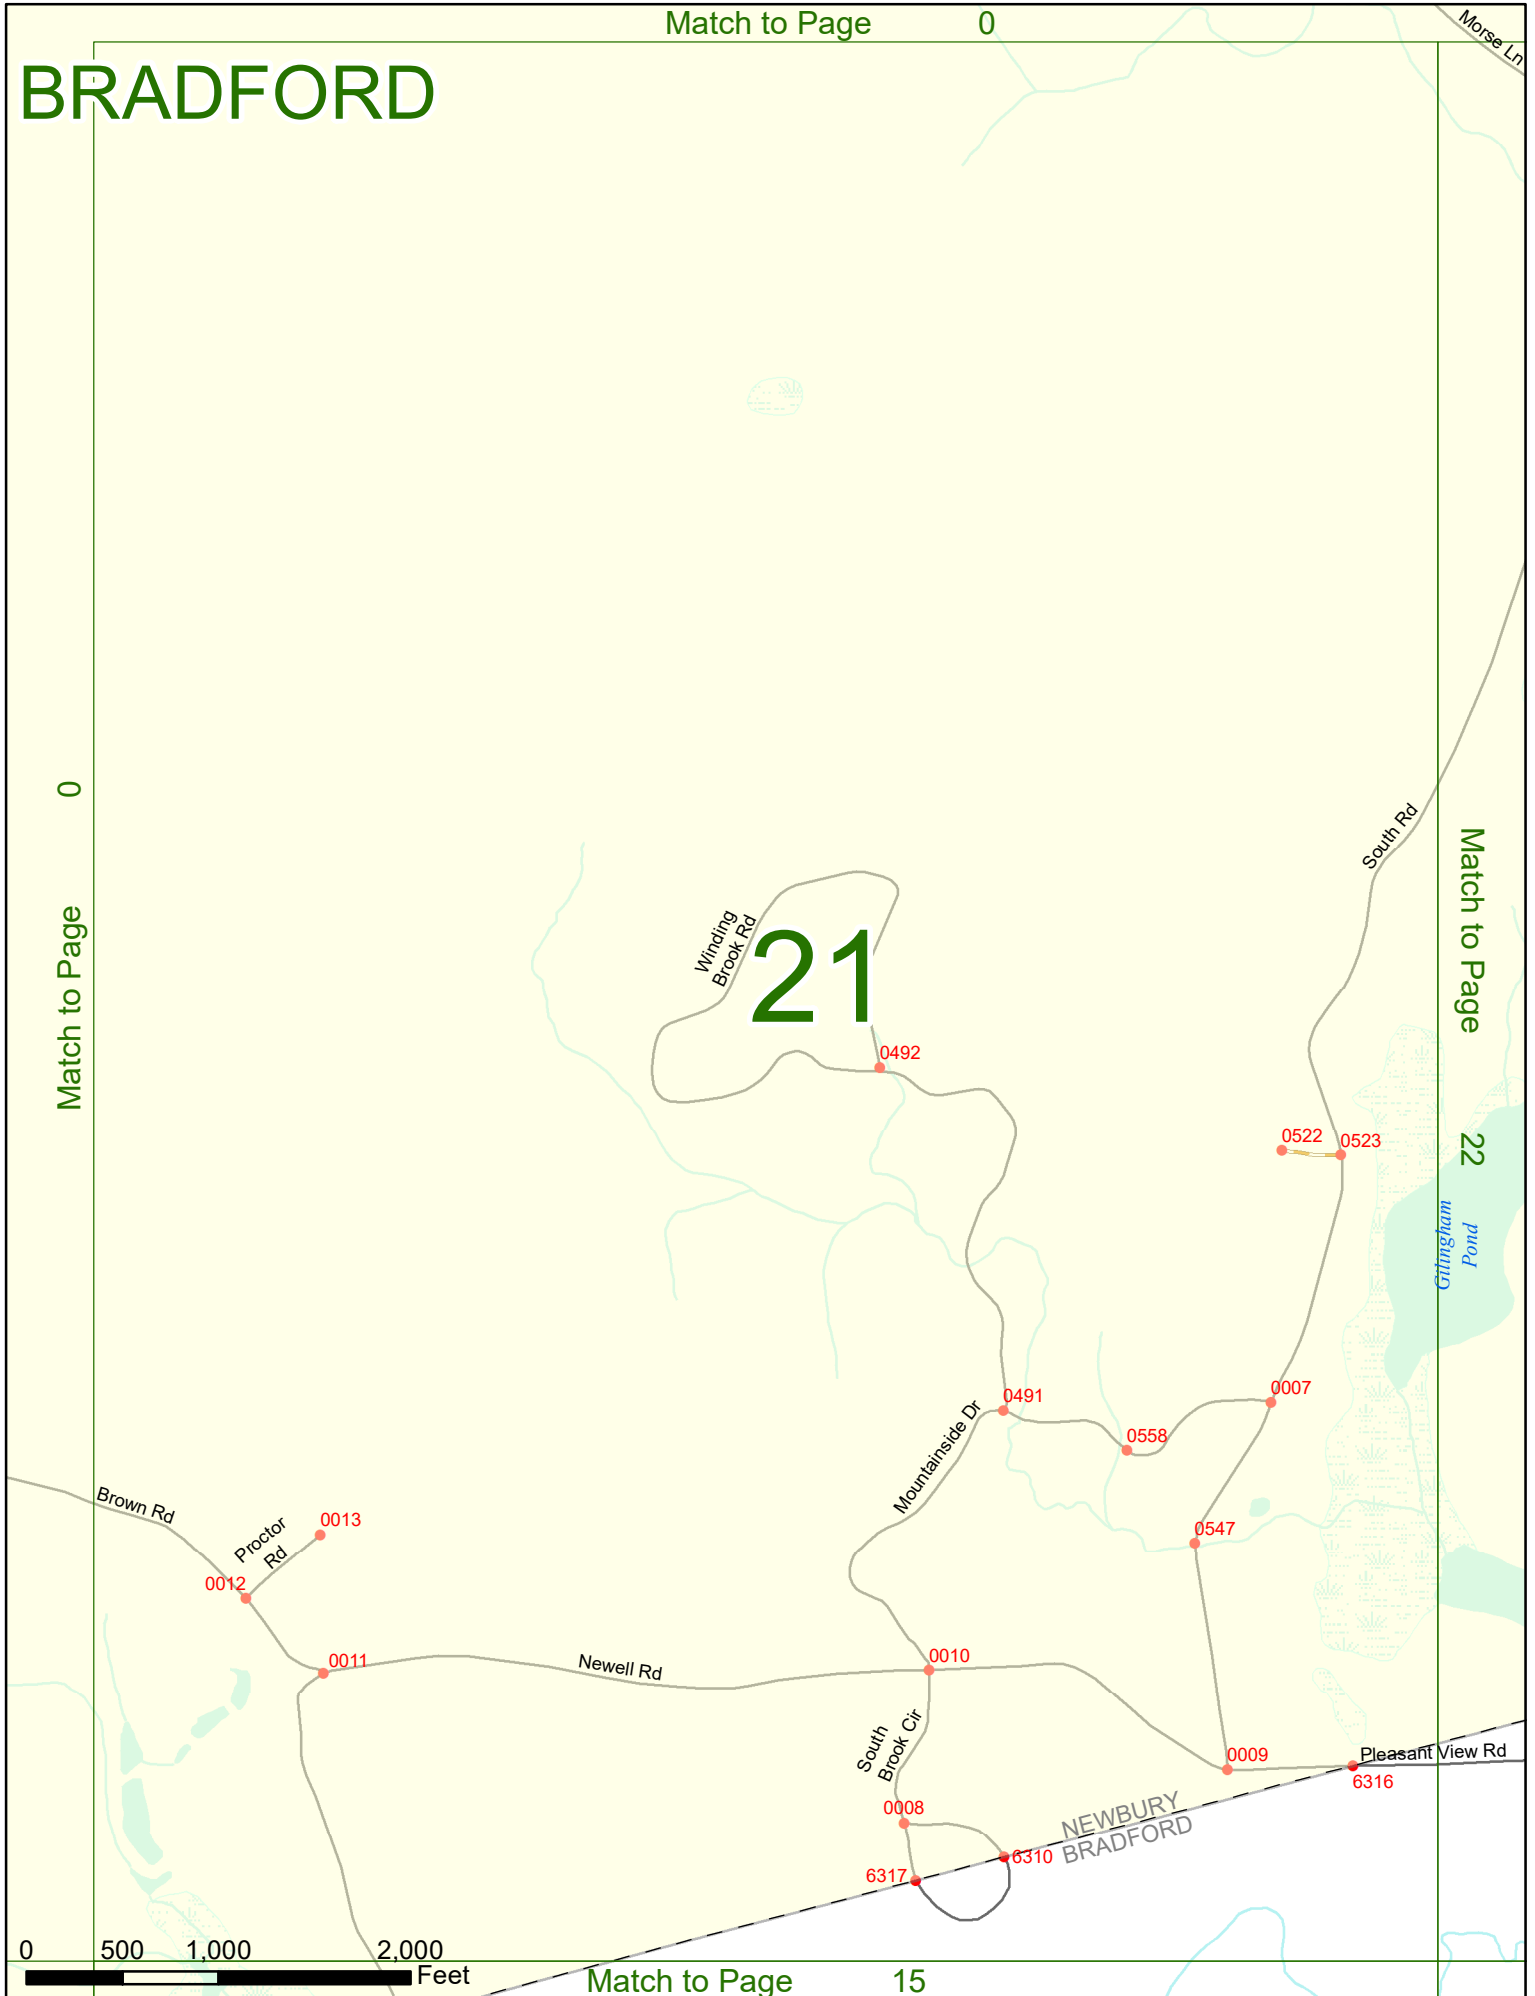 Match to Page 0
Morse Ln
BRADFORD
0
Match to Page
South Rd
Match to Page
22
Winding
Brook Rd
21
0492
0522
0523
Gilingham
Pond
0007
0491
0558
Mountainside Dr
Brown Rd
Proctor
Rd
0013
0547
0012
0011
Newell Rd
0010
South
Brook Cir
0009
Pleasant View Rd
6316
0008
NEWBURY
BRADFORD
6310
6317
0 500 1,000 2,000
Feet
Match to Page 15